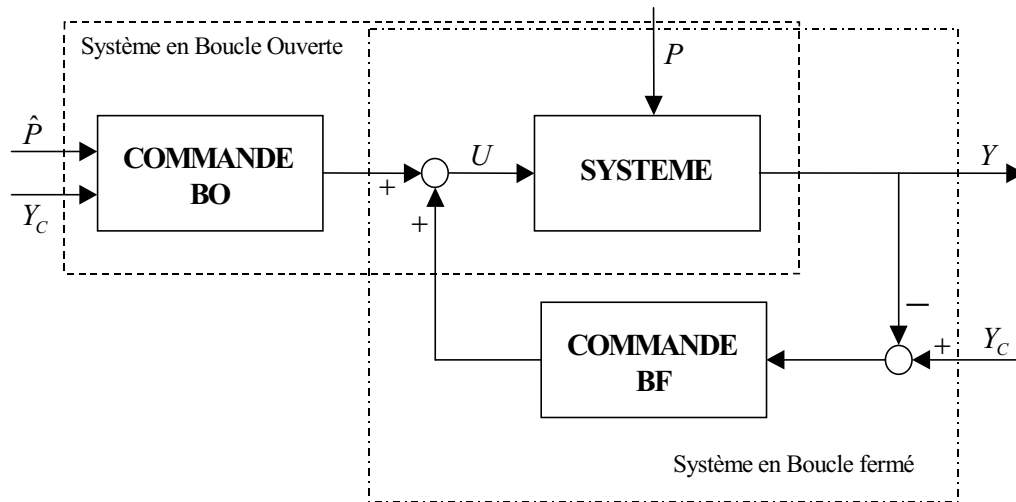 Système en Boucle Ouverte
P
P̂
COMMANDE
BO
Y_C
+
+
U
SYSTEME
Y
−
COMMANDE
BF
+
Y_C
Système en Boucle fermé